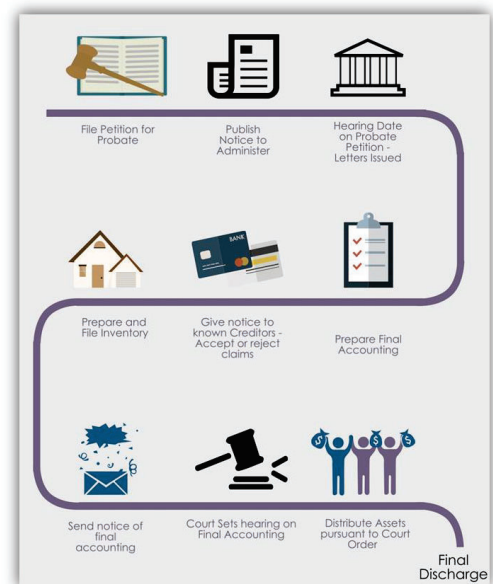 File Petition for
Probate
Publish
Notice to
Administer
Hearing Date
on Probate
Petition -
Letters Issued
BANK
Prepare and
File Inventory
Give notice to
known Creditors -
Accept or reject
claims
Prepare Final
Accounting
$ $ $
Send notice of
final
accounting
Court Sets hearing on
Final Accounting
Distribute Assets
pursuant to Court
Order
Final
Discharge